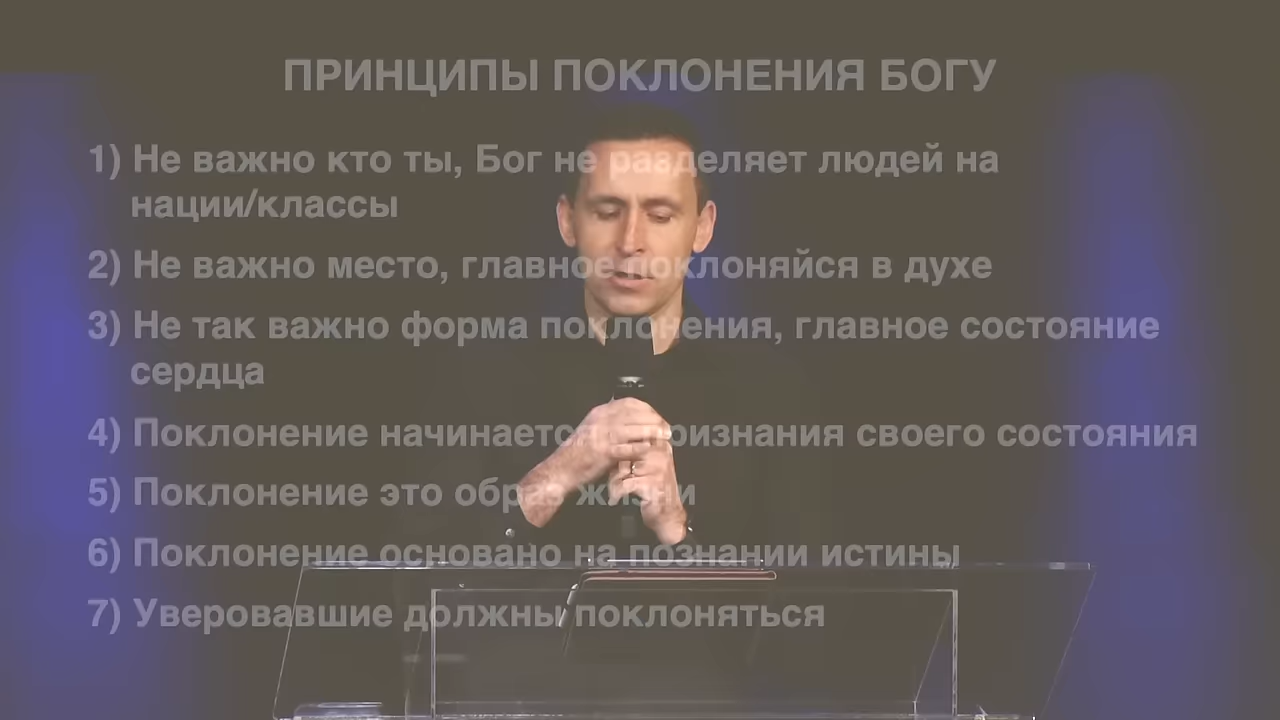 ПРИНЦИПЫ ПОКЛОНЕНИЯ БОГУ
1) Не важно кто ты, Бог не разделяет людей на
нации/классы
2) Не важно место, главное поклоняйся в духе
3) Не так важно форма поклонения, главное состояние
сердца
4) Поклонение начинается с признания своего состояния
5) Поклонение это образ жизни
6) Поклонение основано на познании истины
7) Уверовавшие должны поклоняться